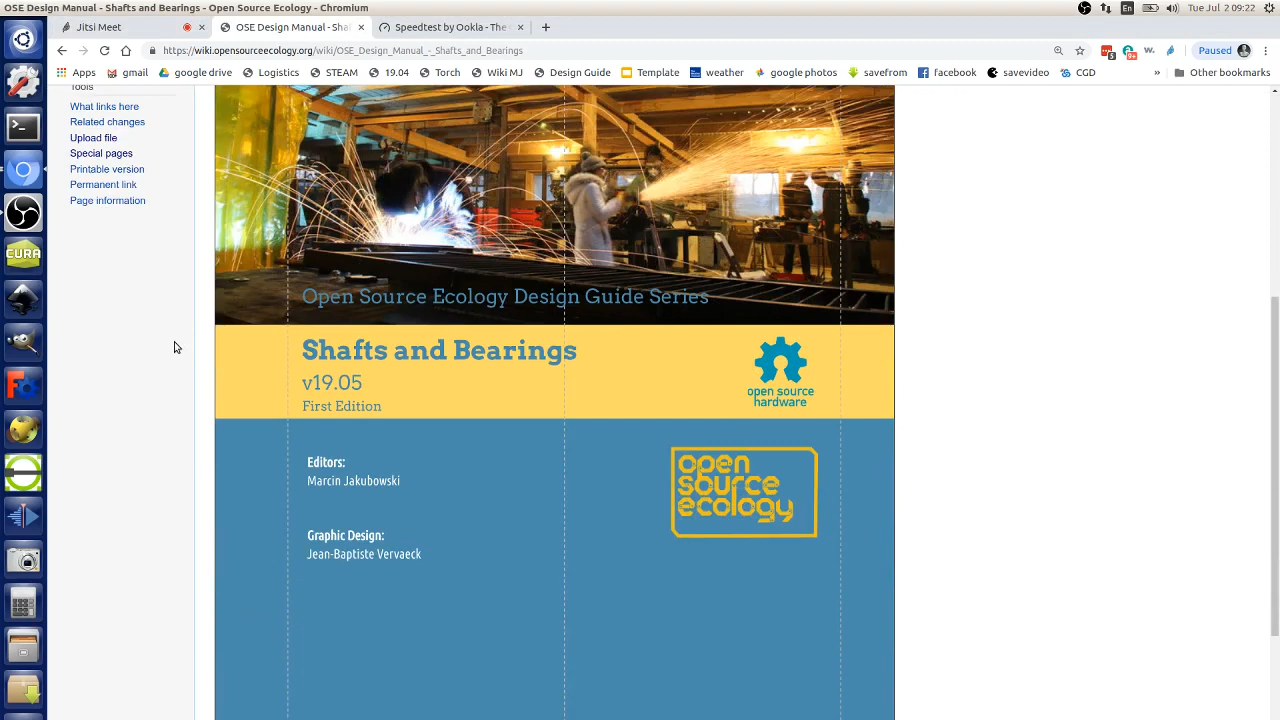 OSE Design Manual - Shafts and Bearings - Open Source Ecology - Chromium
En
Tue Jul 2 09:22
Jitsi Meet
OSE Design Manual - Sha
Speedtest by Ookla - The
https://wiki.opensourceecology.org/wiki/OSE_Design_Manual_-_Shafts_and_Bearings
5
9+
W.
Paused
Apps
gmail
google drive
Logistics
STEAM
19.04
Torch
Wiki MJ
Design Guide
Template
weather
google photos
savefrom
facebook
savevideo
CGD
»
Other bookmarks
Tools
What links here
Related changes
Upload file
Special pages
Printable version
Permanent link
Page information
CURA
Open Source Ecology Design Guide Series
Shafts and Bearings
v19.05
First Edition
open source
hardware
Editors:
Marcin Jakubowski
open
source
ecology
Graphic Design:
Jean-Baptiste Vervaeck